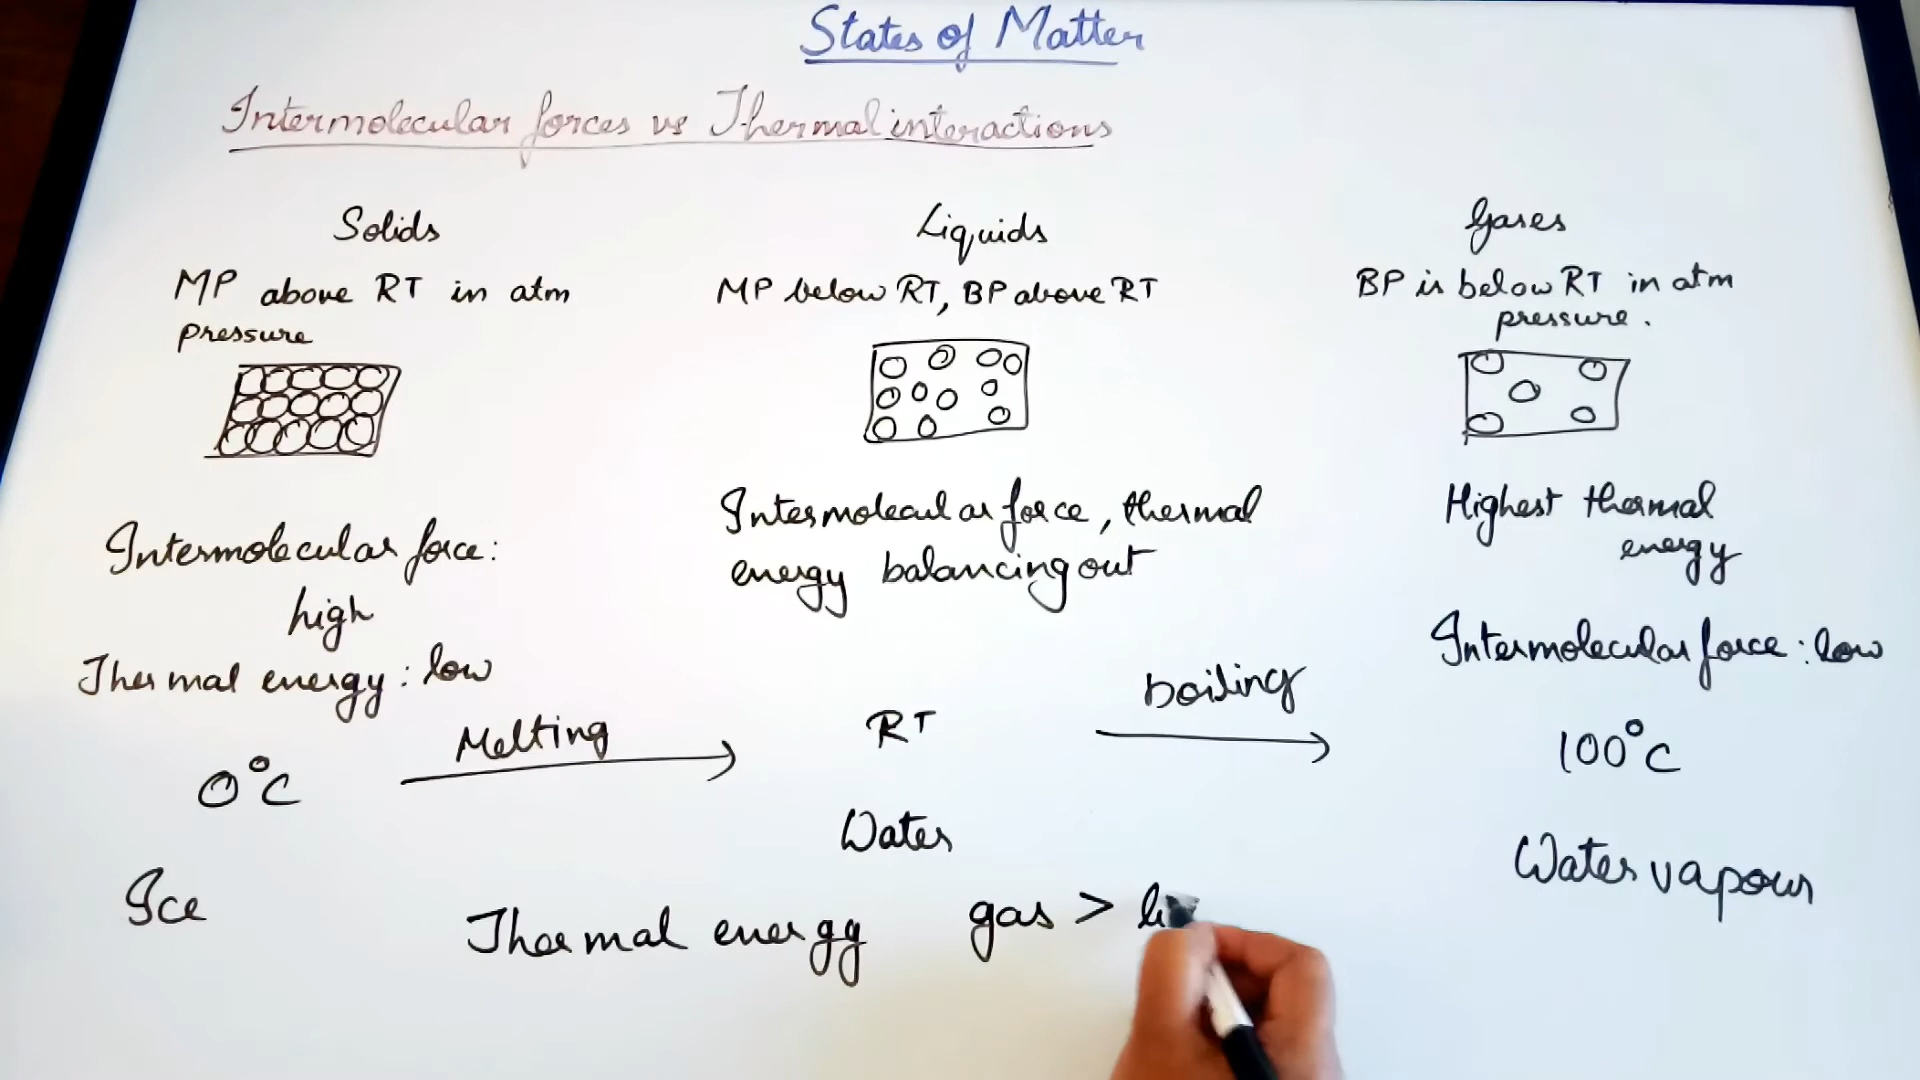 States of Matter
Intermolecular forces vs Thermal interactions
Solids
MP above RT in atm
pressure
Intermolecular force:
high
Thermal energy: low
0°C
Ice
Melting
Liquids
MP below RT, BP above RT
Intermolecular force, thermal
energy balancing out
RT
Water
boiling
Gases
BP is below RT in atm
pressure.
Highest thermal
energy
Intermolecular force: low
100°C
Water vapour
Thermal energy gas > li